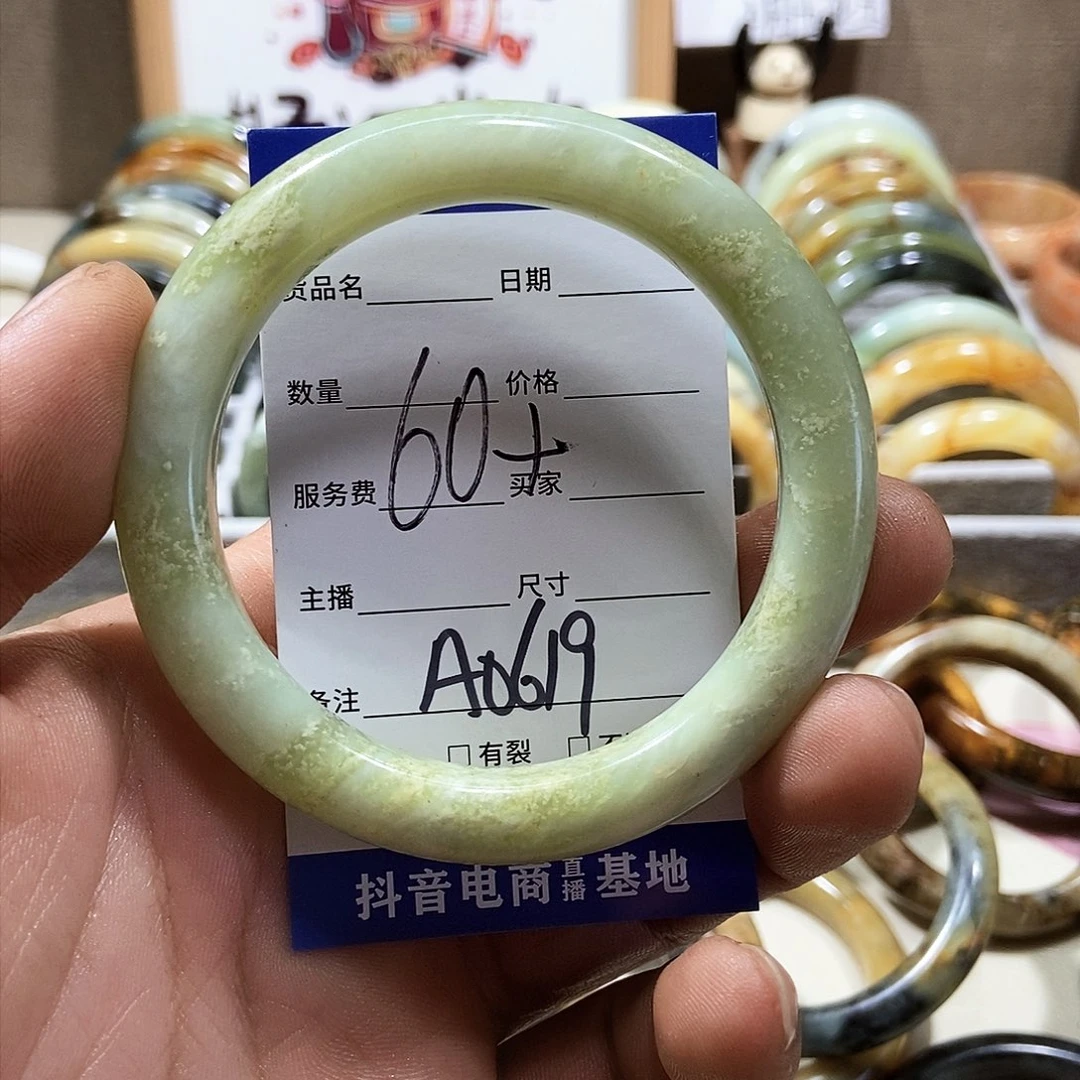 货品名 日期
数量 价格
60+
服务费 买家
主播 尺寸
A0619
备注
□有裂 □
抖音电商直播基地